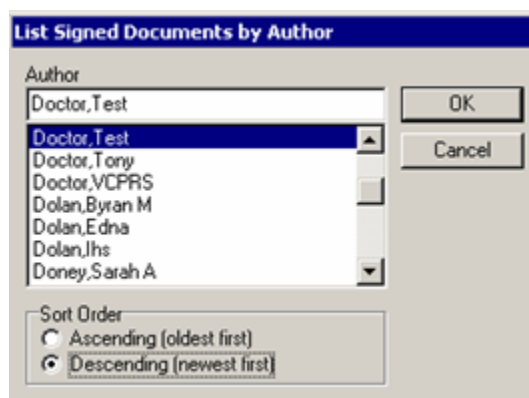 List Signed Documents by Author
Author
Doctor,Test
OK
Doctor,Test
Cancel
Doctor,Tony
Doctor,VCPRS
Dolan,Byran M
Dolan,Edna
Dolan,Ihs
Doney,Sarah A
Sort Order
Ascending (oldest first)
Descending (newest first)